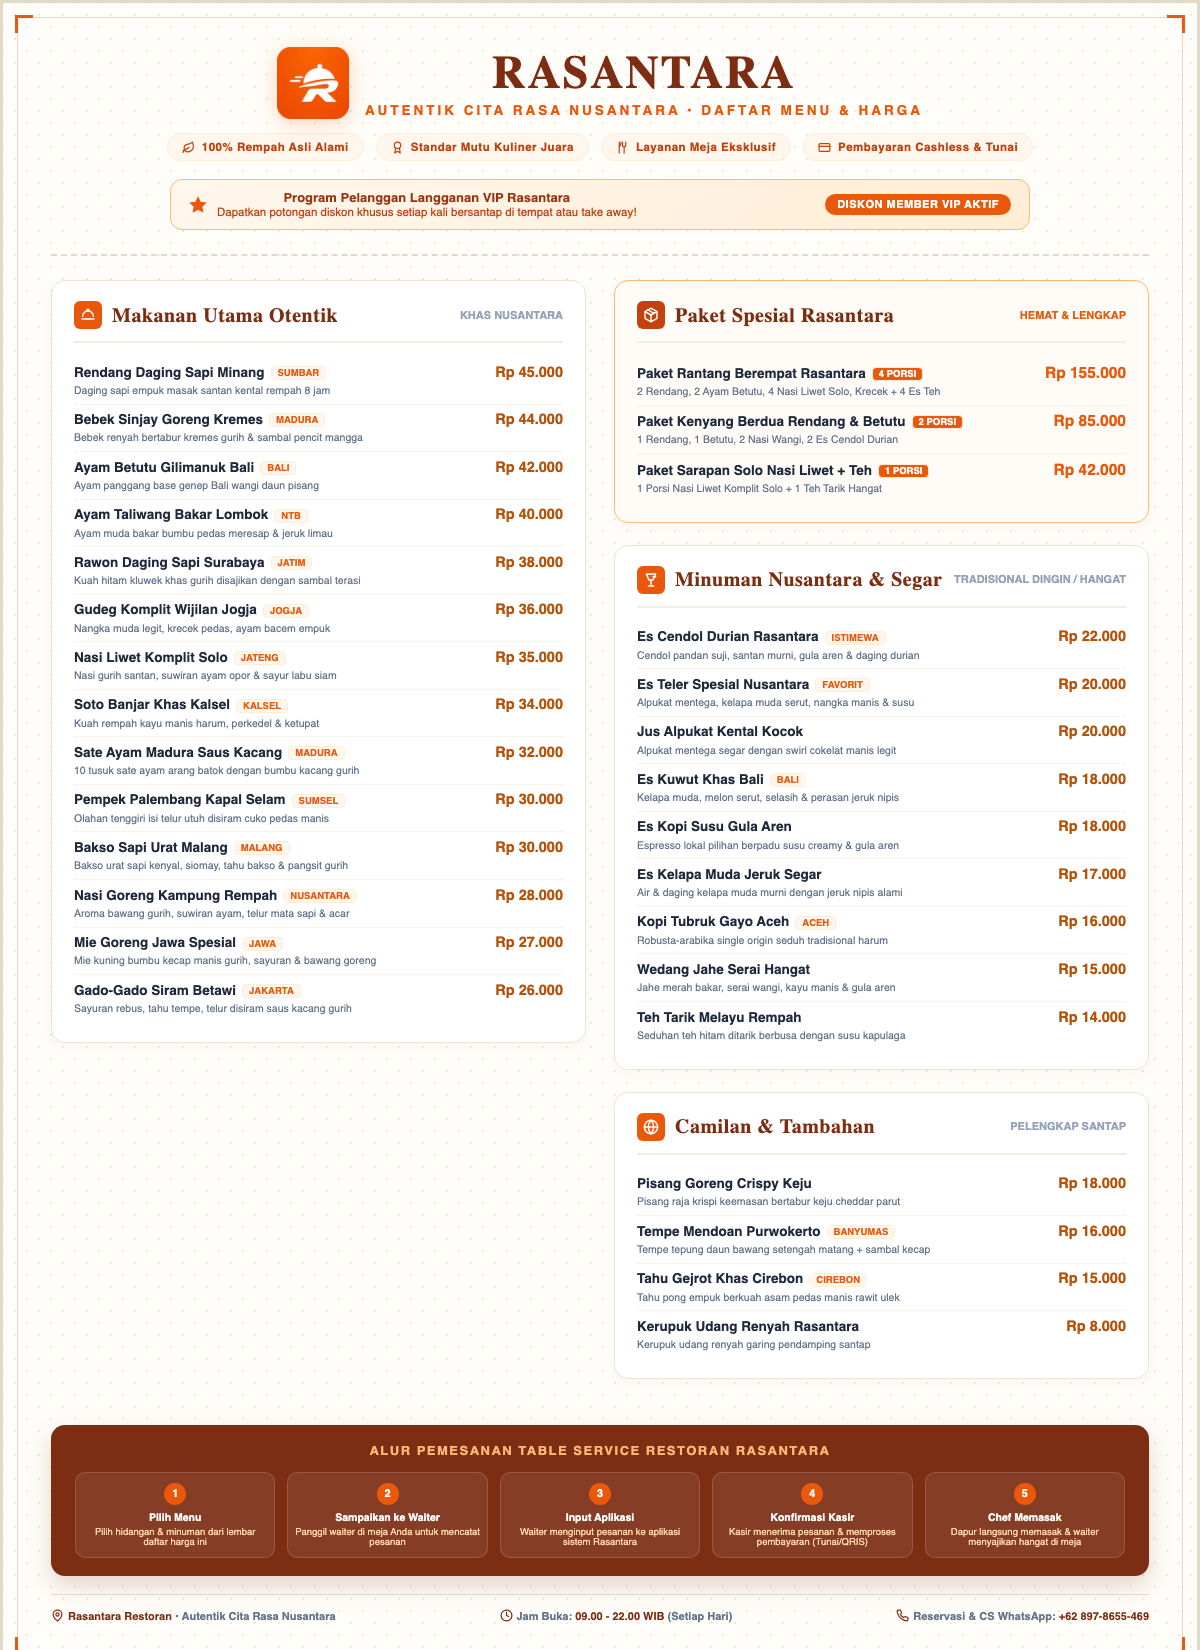 RASANTARA
AUTENTIK CITA RASA NUSANTARA • DAFTAR MENU & HARGA
100% Rempah Asli Alami
Standar Mutu Kuliner Juara
Layanan Meja Eksklusif
Pembayaran Cashless & Tunai
Program Pelanggan Langganan VIP Rasantara
Dapatkan potongan diskon khusus setiap kali bersantap di tempat atau take away!
DISKON MEMBER VIP AKTIF
Makanan Utama Otentik KHAS NUSANTARA
Rendang Daging Sapi Minang SUMBAR Rp 45.000
Daging sapi empuk masak santan kental rempah 8 jam
Bebek Sinjay Goreng Kremes MADURA Rp 44.000
Bebek renyah bertabur kremes gurih & sambal pencit mangga
Ayam Betutu Gilimanuk Bali BALI Rp 42.000
Ayam panggang base genep Bali wangi daun pisang
Ayam Taliwang Bakar Lombok NTB Rp 40.000
Ayam muda bakar bumbu pedas meresap & jeruk limau
Rawon Daging Sapi Surabaya JATIM Rp 38.000
Kuah hitam kluwek khas gurih disajikan dengan sambal terasi
Gudeg Komplit Wijilan Jogja JOGJA Rp 36.000
Nangka muda legit, krecek pedas, ayam bacem empuk
Nasi Liwet Komplit Solo JATENG Rp 35.000
Nasi gurih santan, suwiran ayam opor & sayur labu siam
Soto Banjar Khas Kalsel KALSEL Rp 34.000
Kuah rempah kayu manis harum, perkedel & ketupat
Sate Ayam Madura Saus Kacang MADURA Rp 32.000
10 tusuk sate ayam arang batok dengan bumbu kacang gurih
Pempek Palembang Kapal Selam SUMSEL Rp 30.000
Olahan tenggiri isi telur utuh disiram cuko pedas manis
Bakso Sapi Urat Malang MALANG Rp 30.000
Bakso urat sapi kenyal, siomay, tahu bakso & pangsit gurih
Nasi Goreng Kampung Rempah NUSANTARA Rp 28.000
Aroma bawang gurih, suwiran ayam, telur mata sapi & acar
Mie Goreng Jawa Spesial JAWA Rp 27.000
Mie kuning bumbu kecap manis gurih, sayuran & bawang goreng
Gado-Gado Siram Betawi JAKARTA Rp 26.000
Sayuran rebus, tahu tempe, telur disiram saus kacang gurih
Paket Spesial Rasantara HEMAT & LENGKAP
Paket Rantang Berempat Rasantara 4 PORSI Rp 155.000
2 Rendang, 2 Ayam Betutu, 4 Nasi Liwet Solo, Krecek + 4 Es Teh
Paket Kenyang Berdua Rendang & Betutu 2 PORSI Rp 85.000
1 Rendang, 1 Betutu, 2 Nasi Wangi, 2 Es Cendol Durian
Paket Sarapan Solo Nasi Liwet + Teh 1 PORSI Rp 42.000
1 Porsi Nasi Liwet Komplit Solo + 1 Teh Tarik Hangat
Minuman Nusantara & Segar TRADISIONAL DINGIN / HANGAT
Es Cendol Durian Rasantara ISTIMEWA Rp 22.000
Cendol pandan suji, santan murni, gula aren & daging durian
Es Teler Spesial Nusantara FAVORIT Rp 20.000
Alpukat mentega, kelapa muda serut, nangka manis & susu
Jus Alpukat Kental Kocok Rp 20.000
Alpukat mentega segar dengan swirl cokelat manis legit
Es Kuwut Khas Bali BALI Rp 18.000
Kelapa muda, melon serut, selasih & perasan jeruk nipis
Es Kopi Susu Gula Aren Rp 18.000
Espresso lokal pilihan berpadu susu creamy & gula aren
Es Kelapa Muda Jeruk Segar Rp 17.000
Air & daging kelapa muda murni dengan jeruk nipis alami
Kopi Tubruk Gayo Aceh ACEH Rp 16.000
Robusta-arabika single origin seduh tradisional harum
Wedang Jahe Serai Hangat Rp 15.000
Jahe merah bakar, serai wangi, kayu manis & gula aren
Teh Tarik Melayu Rempah Rp 14.000
Seduhan teh hitam ditarik berbusa dengan susu kapulaga
Camilan & Tambahan PELENGKAP SANTAP
Pisang Goreng Crispy Keju Rp 18.000
Pisang raja krispi keemasan bertabur keju cheddar parut
Tempe Mendoan Purwokerto BANYUMAS Rp 16.000
Tempe tepung daun bawang setengah matang + sambal kecap
Tahu Gejrot Khas Cirebon CIREBON Rp 15.000
Tahu pong empuk berkuah asam pedas manis rawit ulek
Kerupuk Udang Renyah Rasantara Rp 8.000
Kerupuk udang renyah garing pendamping santap
ALUR PEMESANAN TABLE SERVICE RESTORAN RASANTARA
1
Pilih Menu
Pilih hidangan & minuman dari lembar
daftar harga ini
2
Sampaikan ke Waiter
Panggil waiter di meja Anda untuk mencatat
pesanan
3
Input Aplikasi
Waiter menginput pesanan ke aplikasi
sistem Rasantara
4
Konfirmasi Kasir
Kasir menerima pesanan & memproses
pembayaran (Tunai/QRIS)
5
Chef Memasak
Dapur langsung memasak & waiter
menyajikan hangat di meja
Rasantara Restoran · Autentik Cita Rasa Nusantara
Jam Buka: 09.00 - 22.00 WIB (Setiap Hari)
Reservasi & CS WhatsApp: +62 897-8655-469